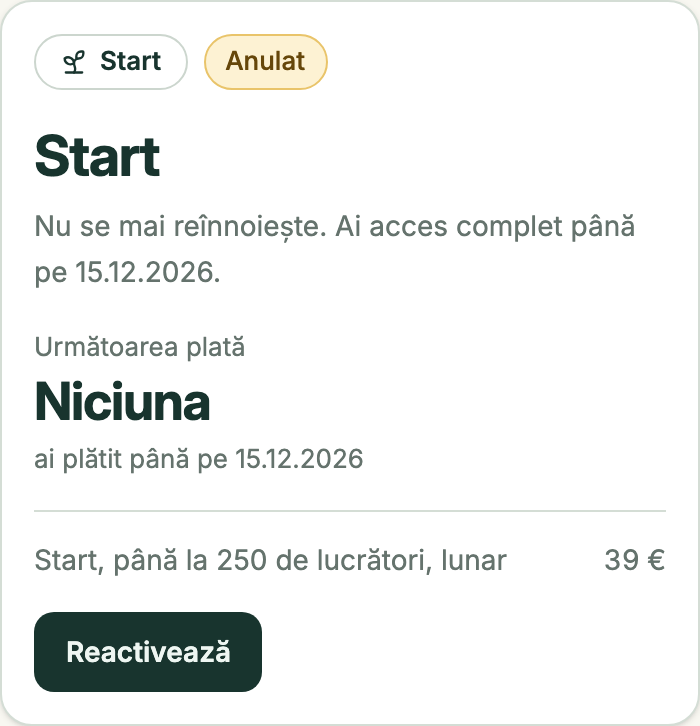 Start
Anulat
Start
Nu se mai reînnoiește. Ai acces complet până
pe 15.12.2026.
Următoarea plată
Niciuna
ai plătit până pe 15.12.2026
Start, până la 250 de lucrători, lunar
39 €
Reactivează